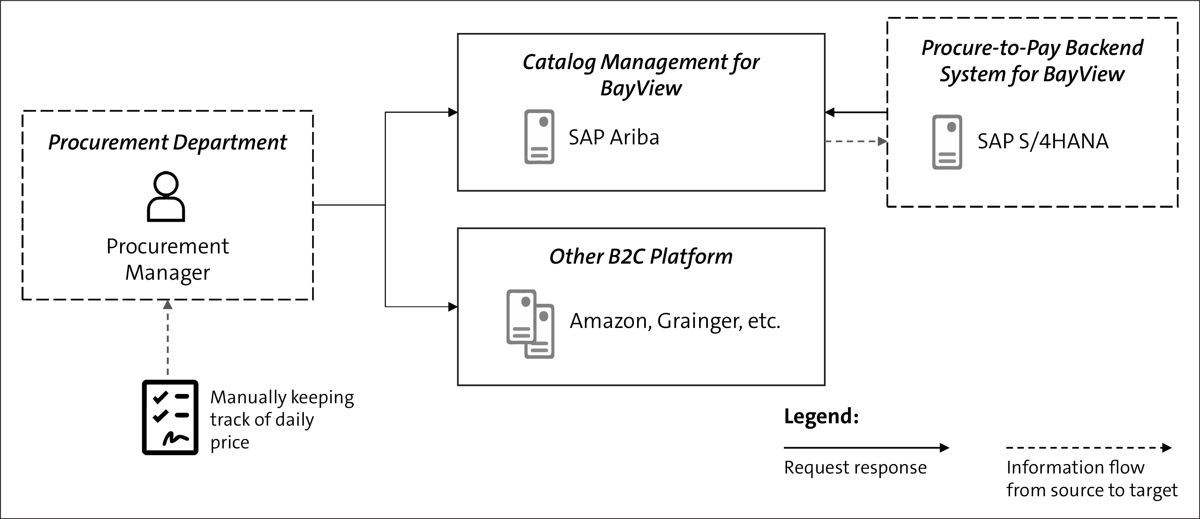 Procurement Department
Procurement
Manager
Manually keeping
track of daily
price
Catalog Management for
BayView
SAP Ariba
Other B2C Platform
Amazon, Grainger, etc.
Procure-to-Pay Backend
System for BayView
SAP S/4HANA
Legend:
Request response
Information flow
from source to target